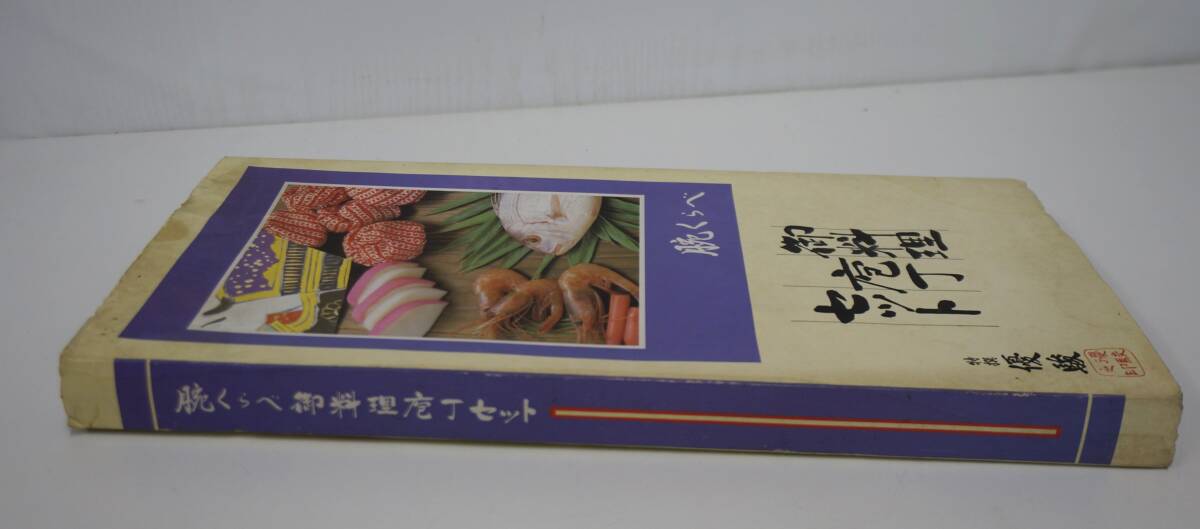 腕くらべ
御料理
庖丁
セット
特撰 優駿
腕くらべ御料理庖丁セット